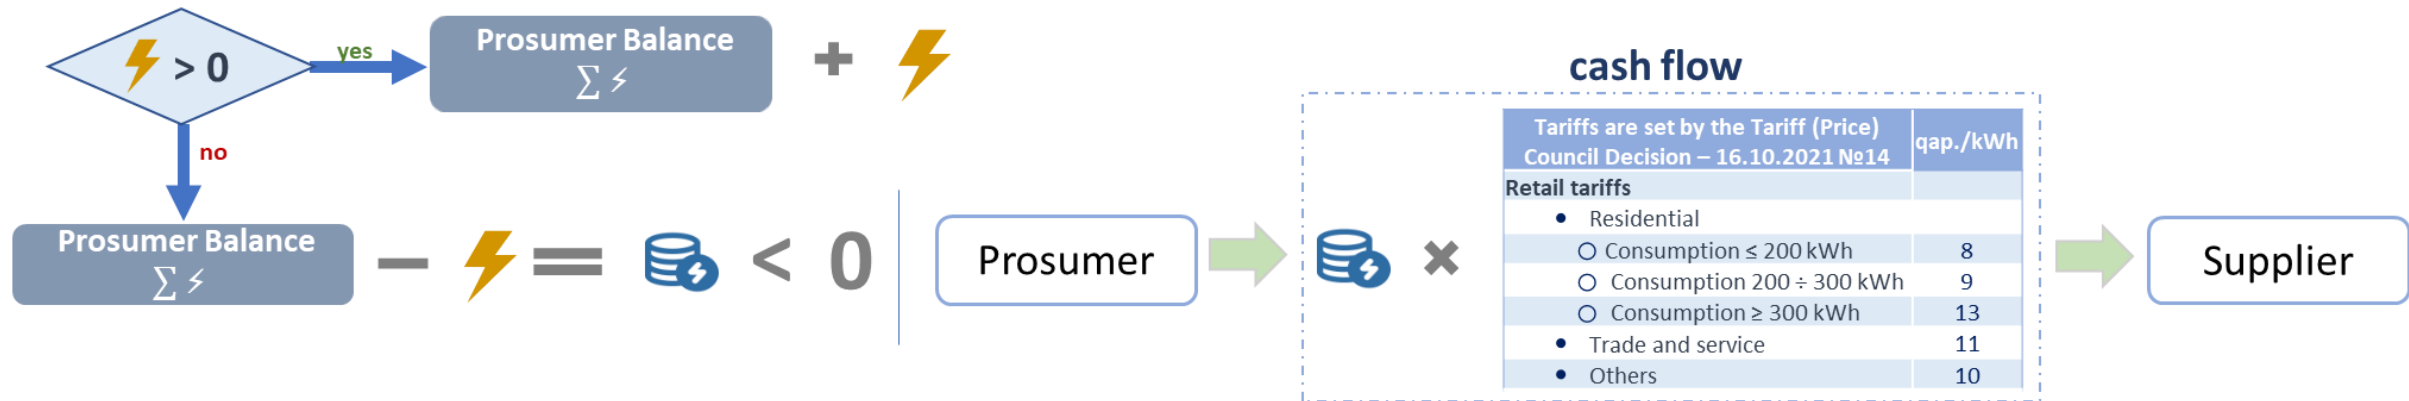 > 0
yes
Prosumer Balance
∑ ⚡
+
no
Prosumer Balance
∑ ⚡
− = < 0
Prosumer
cash flow
×
Tariffs are set by the Tariff (Price)
Council Decision – 16.10.2021 №14
qap./kWh
Retail tariffs
• Residential
○ Consumption ≤ 200 kWh 8
○ Consumption 200 ÷ 300 kWh 9
○ Consumption ≥ 300 kWh 13
• Trade and service 11
• Others 10
Supplier